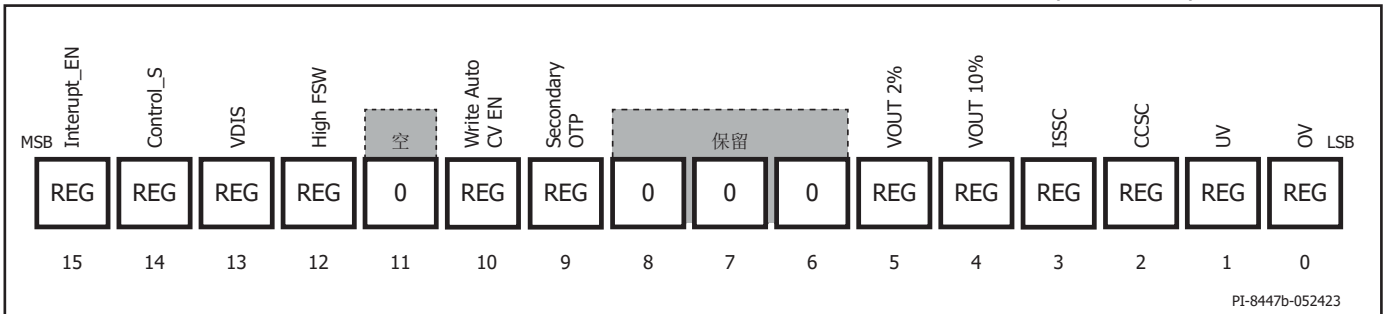 MSB
Interupt_EN
Control_S
VDIS
High FSW
空
Write Auto
CV EN
Secondary
OTP
保留
VOUT 2%
VOUT 10%
ISSC
CCSC
UV
OV
LSB
REG REG REG REG 0 REG REG 0 0 0 REG REG REG REG REG REG
15 14 13 12 11 10 9 8 7 6 5 4 3 2 1 0
PI-8447b-052423